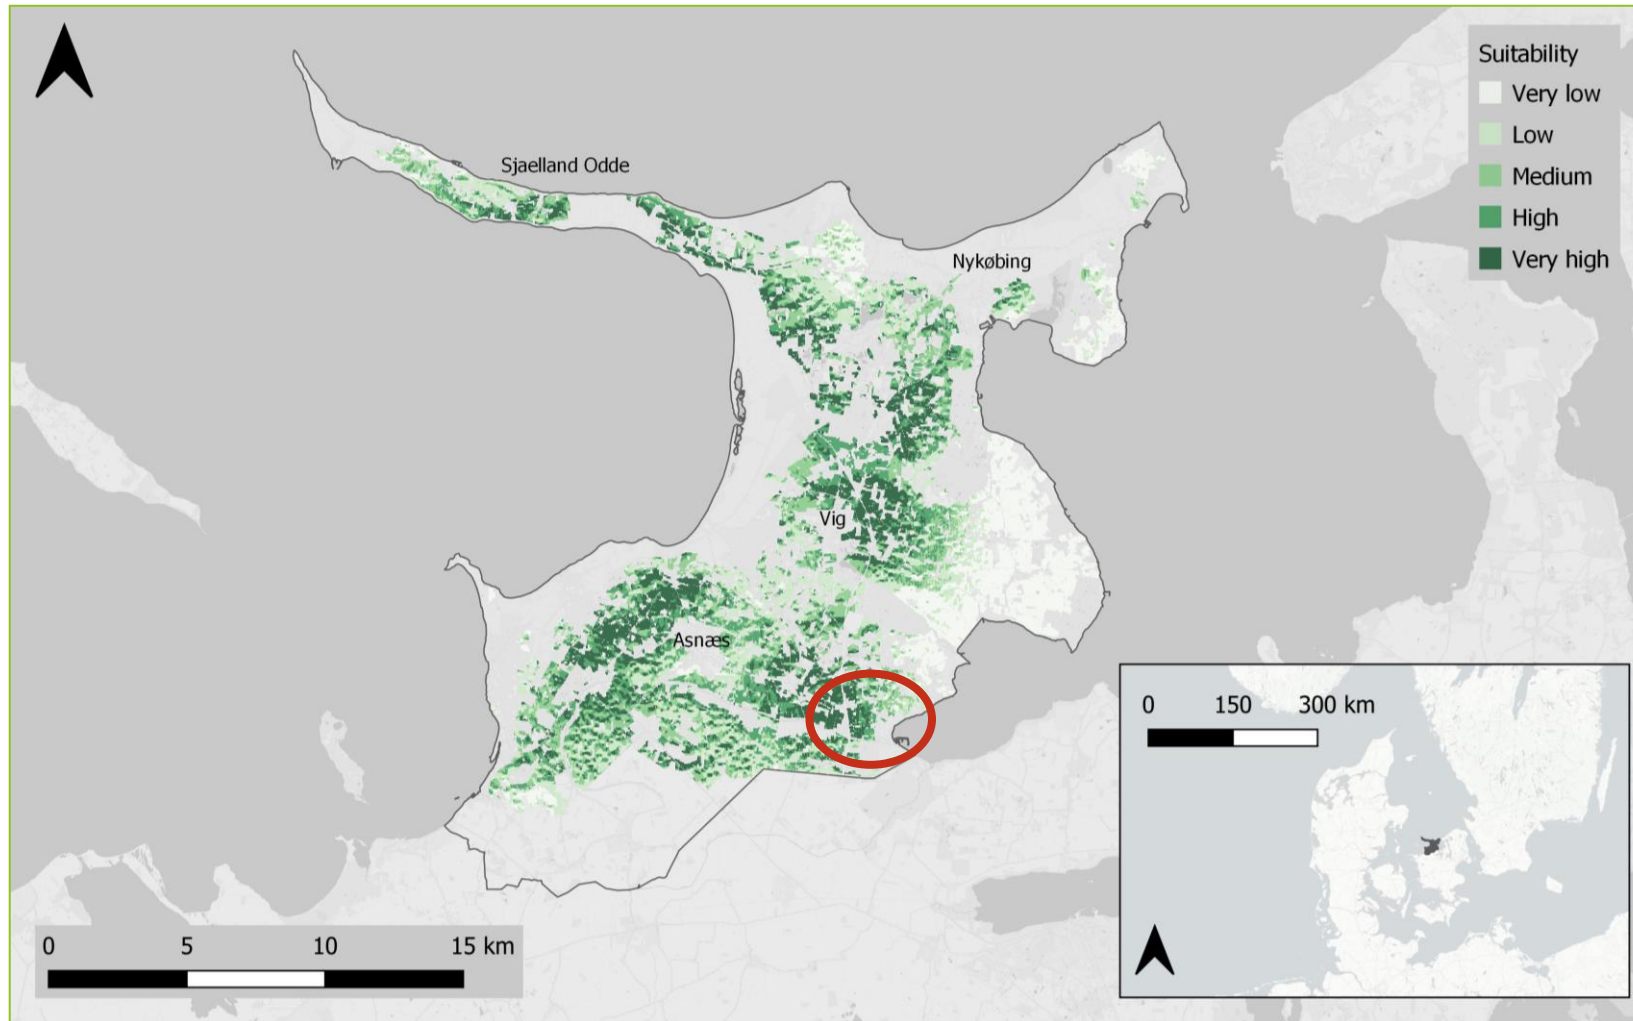 Suitability
Very low
Low
Medium
High
Very high
Sjaelland Odde
Nykøbing
Vig
Asnæs
0 150 300 km
0 5 10 15 km